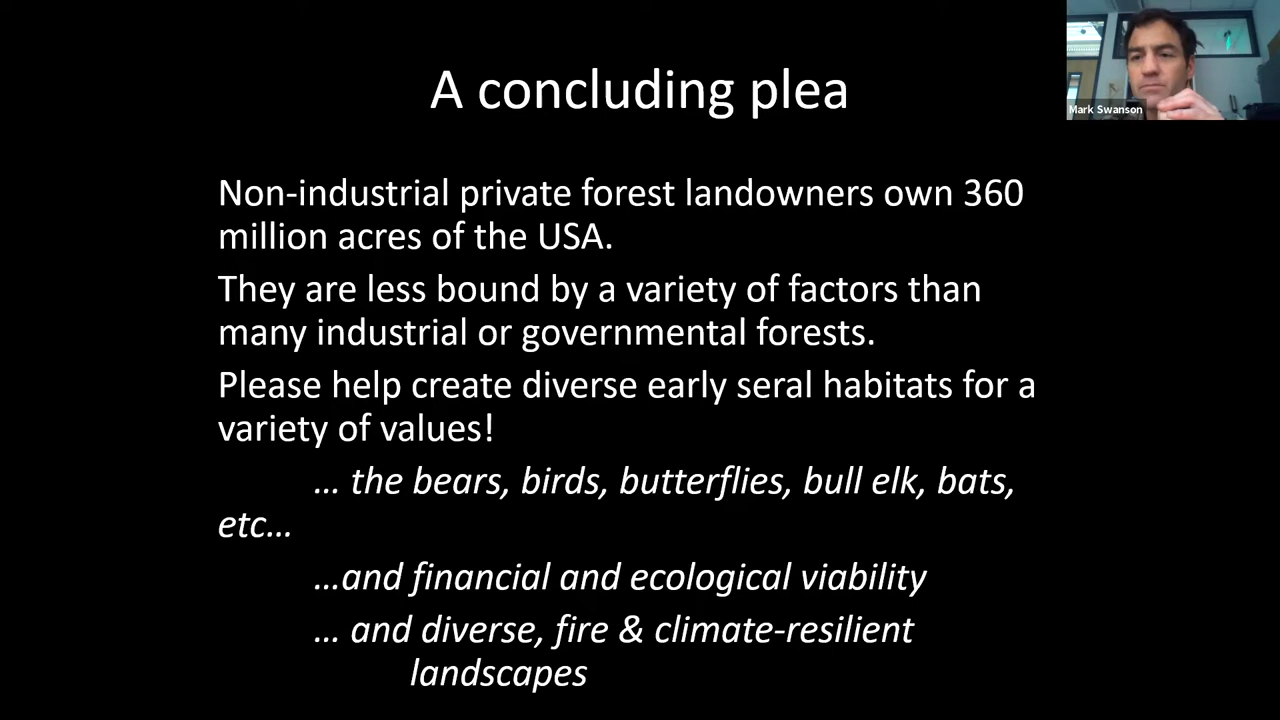 A concluding plea
Mark Swanson
Non-industrial private forest landowners own 360
million acres of the USA.
They are less bound by a variety of factors than
many industrial or governmental forests.
Please help create diverse early seral habitats for a
variety of values!
… the bears, birds, butterflies, bull elk, bats,
etc…
…and financial and ecological viability
… and diverse, fire & climate-resilient
landscapes